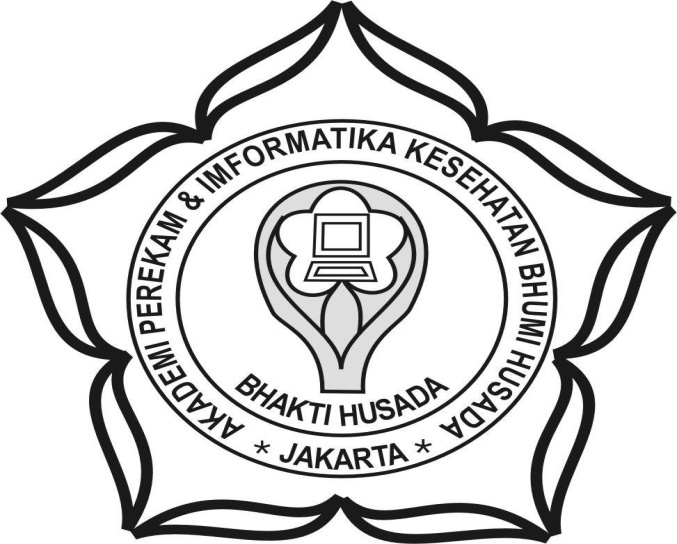 AKADEMI PEREKAM & IMFORMATIKA KESEHATAN BHUMI HUSADA
BHAKTI HUSADA
* JAKARTA *